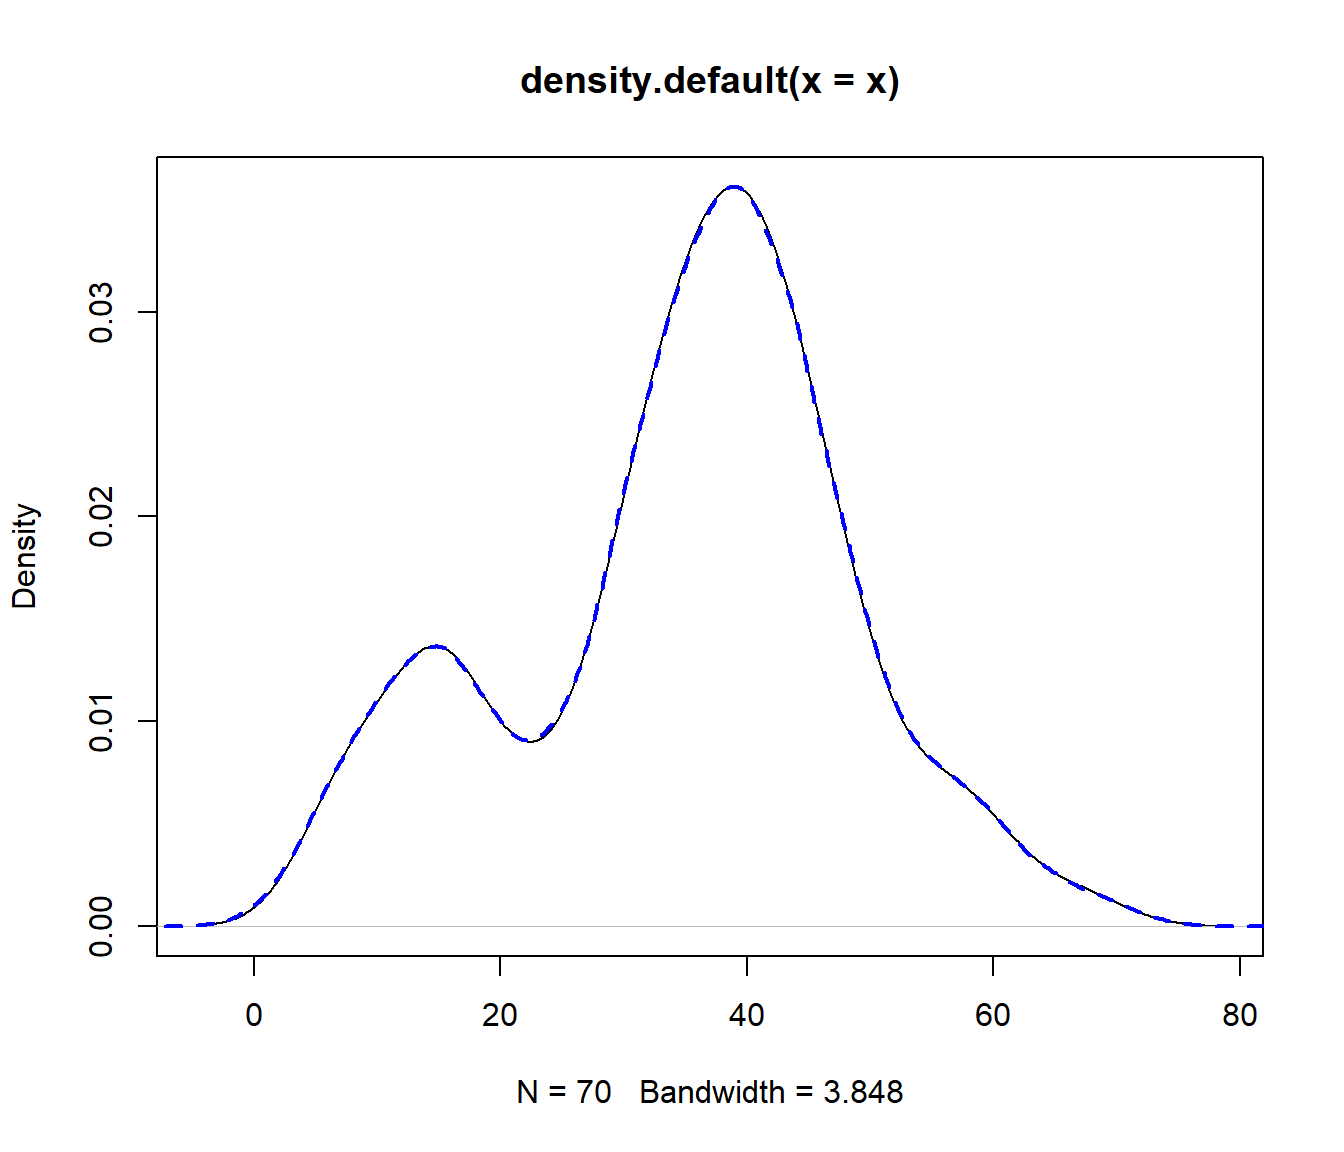 density.default(x = x)
Density
0.00
0.01
0.02
0.03
0 20 40 60 80
N = 70   Bandwidth = 3.848